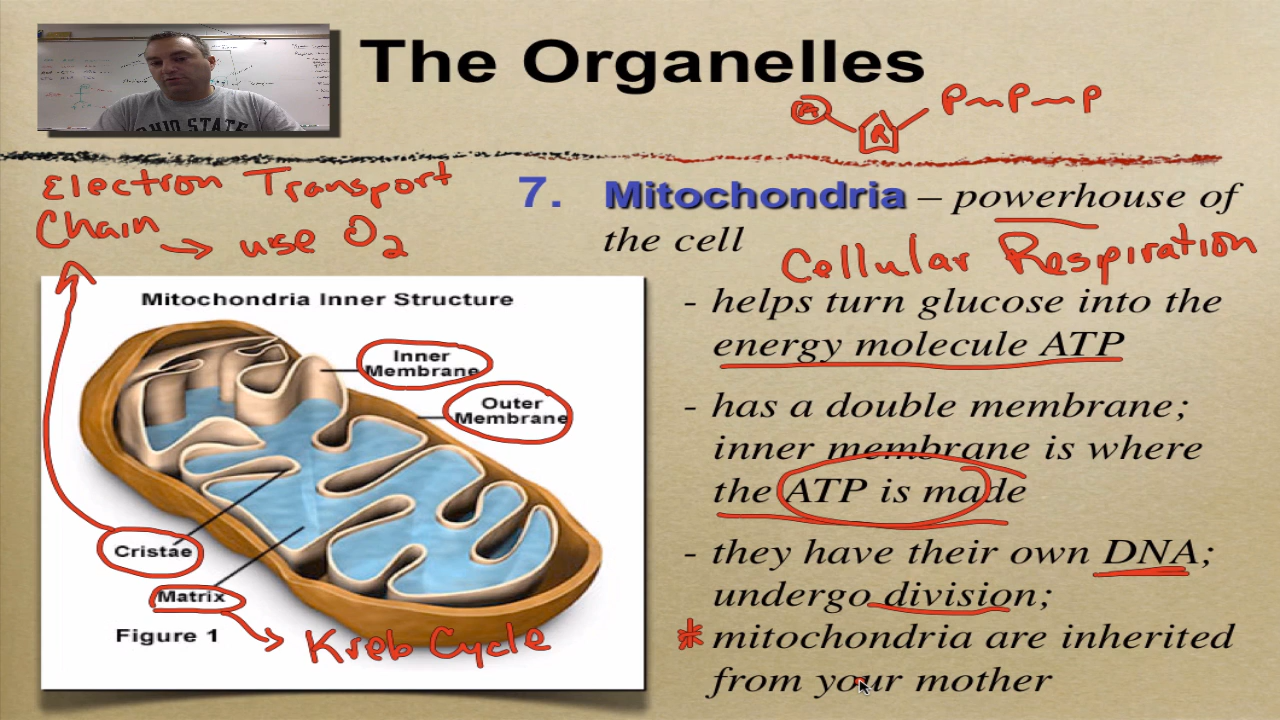 The Organelles
OHIO STATE
A R P~P~P
Electron Transport
Chain → use O2
7. Mitochondria – powerhouse of
the cell
Cellular Respiration
- helps turn glucose into the
energy molecule ATP
- has a double membrane;
inner membrane is where
the ATP is made
- they have their own DNA;
undergo division;
* mitochondria are inherited
from your mother
Mitochondria Inner Structure
Inner
Membrane
Outer
Membrane
Cristae
Matrix
Figure 1
Kreb Cycle